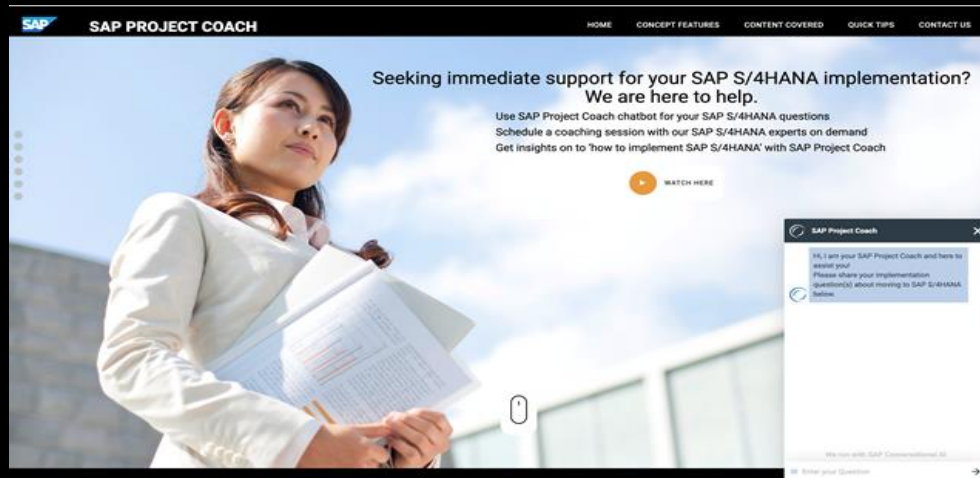 SAP
SAP PROJECT COACH
HOME
CONCEPT FEATURES
CONTENT COVERED
QUICK TIPS
CONTACT US
Seeking immediate support for your SAP S/4HANA implementation?
We are here to help.
Use SAP Project Coach chatbot for your SAP S/4HANA questions
Schedule a coaching session with our SAP S/4HANA experts on demand
Get insights on to 'how to implement SAP S/4HANA' with SAP Project Coach
WATCH HERE
SAP Project Coach
Hi, I am your SAP Project Coach and here to
assist you!
Please share your implementation
question(s) about moving to SAP S/4HANA
below.
We run with SAP Conversational AI
Enter your Question